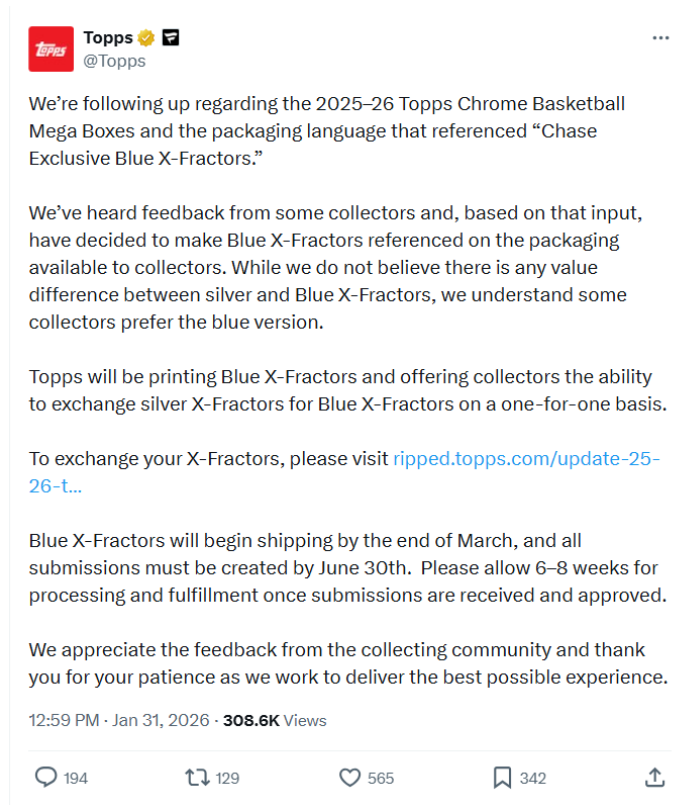 Topps
Topps
@Topps
We’re following up regarding the 2025–26 Topps Chrome Basketball
Mega Boxes and the packaging language that referenced “Chase
Exclusive Blue X-Fractors.”
We’ve heard feedback from some collectors and, based on that input,
have decided to make Blue X-Fractors referenced on the packaging
available to collectors. While we do not believe there is any value
difference between silver and Blue X-Fractors, we understand some
collectors prefer the blue version.
Topps will be printing Blue X-Fractors and offering collectors the ability
to exchange silver X-Fractors for Blue X-Fractors on a one-for-one basis.
To exchange your X-Fractors, please visit ripped.topps.com/update-25-
26-t…
Blue X-Fractors will begin shipping by the end of March, and all
submissions must be created by June 30th.  Please allow 6–8 weeks for
processing and fulfillment once submissions are received and approved.
We appreciate the feedback from the collecting community and thank
you for your patience as we work to deliver the best possible experience.
12:59 PM · Jan 31, 2026 · 308.6K Views
194 129 565 342